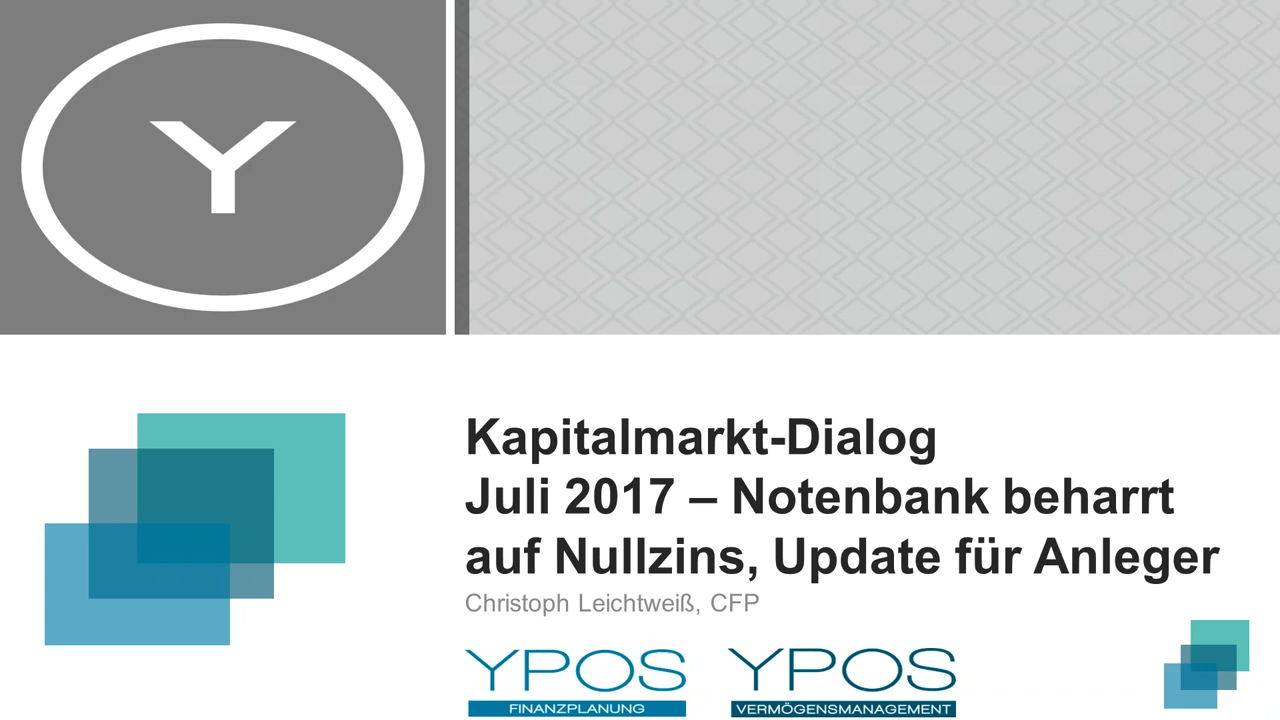 Y
Kapitalmarkt-Dialog
Juli 2017 – Notenbank beharrt
auf Nullzins, Update für Anleger
Christoph Leichtweiß, CFP
YPOS YPOS
FINANZPLANUNG VERMÖGENSMANAGEMENT